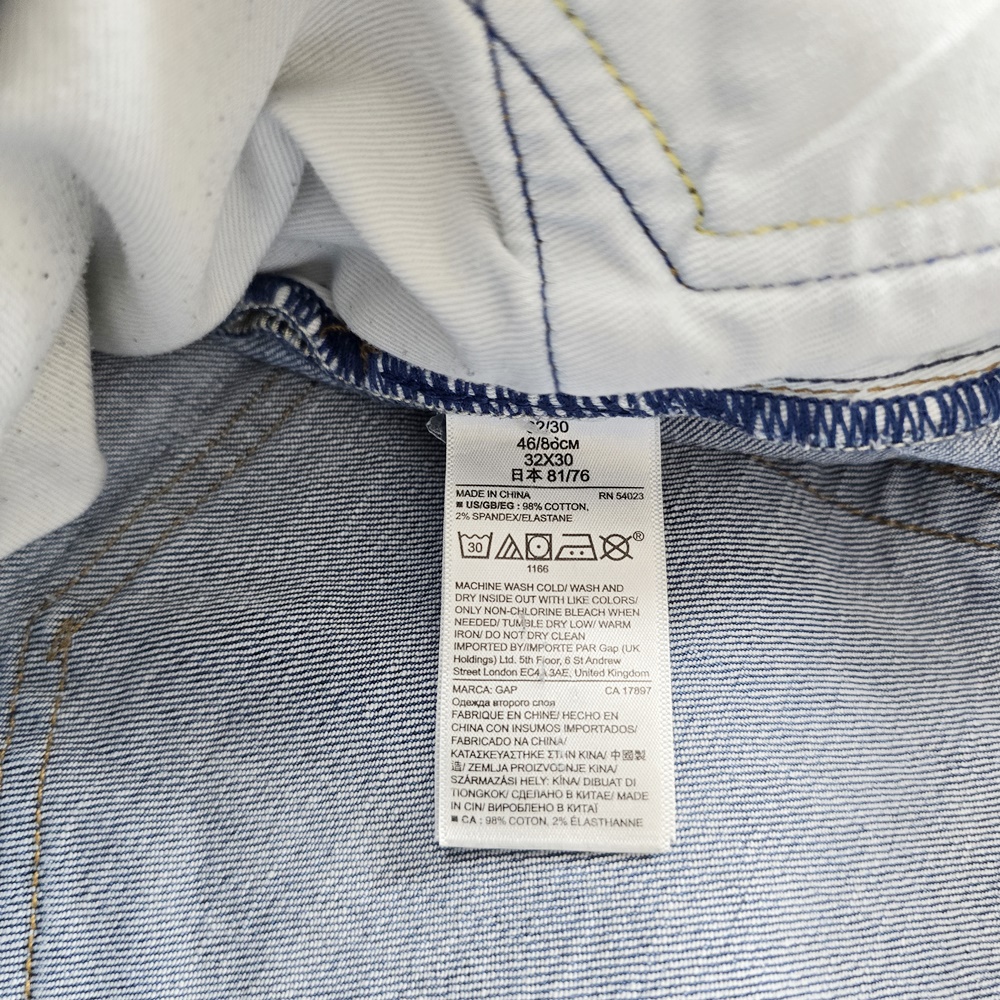 32/30
46/86CM
32X30
日本 81/76
MADE IN CHINA RN 54023
■ US/GB/EG : 98% COTTON,
2% SPANDEX/ELASTANE
30 ®
1166
MACHINE WASH COLD/ WASH AND
DRY INSIDE OUT WITH LIKE COLORS/
ONLY NON-CHLORINE BLEACH WHEN
NEEDED/ TUMBLE DRY LOW/ WARM
IRON/ DO NOT DRY CLEAN
IMPORTED BY/IMPORTE PAR Gap (UK
Holdings) Ltd. 5th Floor, 6 St Andrew
Street London EC4A 3AE, United Kingdom
MARCA: GAP CA 17897
Одежда второго слоя
FABRIQUE EN CHINE/ HECHO EN
CHINA CON INSUMOS IMPORTADOS/
FABRICADO NA CHINA/
ΚΑΤΑΣΚΕΥΑΣΤΗΚΕ ΣΤΗΝ ΚΙΝΑ/ 中國製
造/ ZEMLJA PROIZVODNJE KINA/
SZÁRMAZÁSI HELY: KÍNA/ DIBUAT DI
TIONGKOK/ СДЕЛАНО В КИТАЕ/ MADE
IN CIN/ ВИРОБЛЕНО В КИТАЇ
■ CA : 98% COTON, 2% ÉLASTHANNE